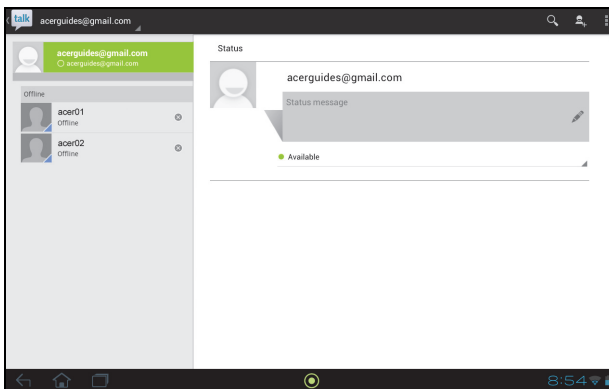 talk acerguides@gmail.com
acerguides@gmail.com
acerguides@gmail.com
Offline
acer01
Offline
acer02
Offline
Status
acerguides@gmail.com
Status message
Available
8:54